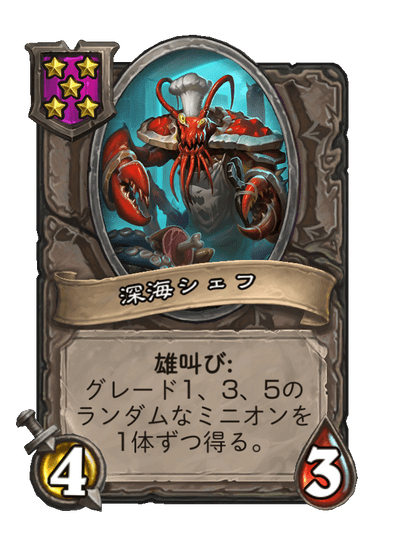 深海シェフ
雄叫び:
グレード1、3、5の
ランダムなミニオンを
1体ずつ得る。
4
3